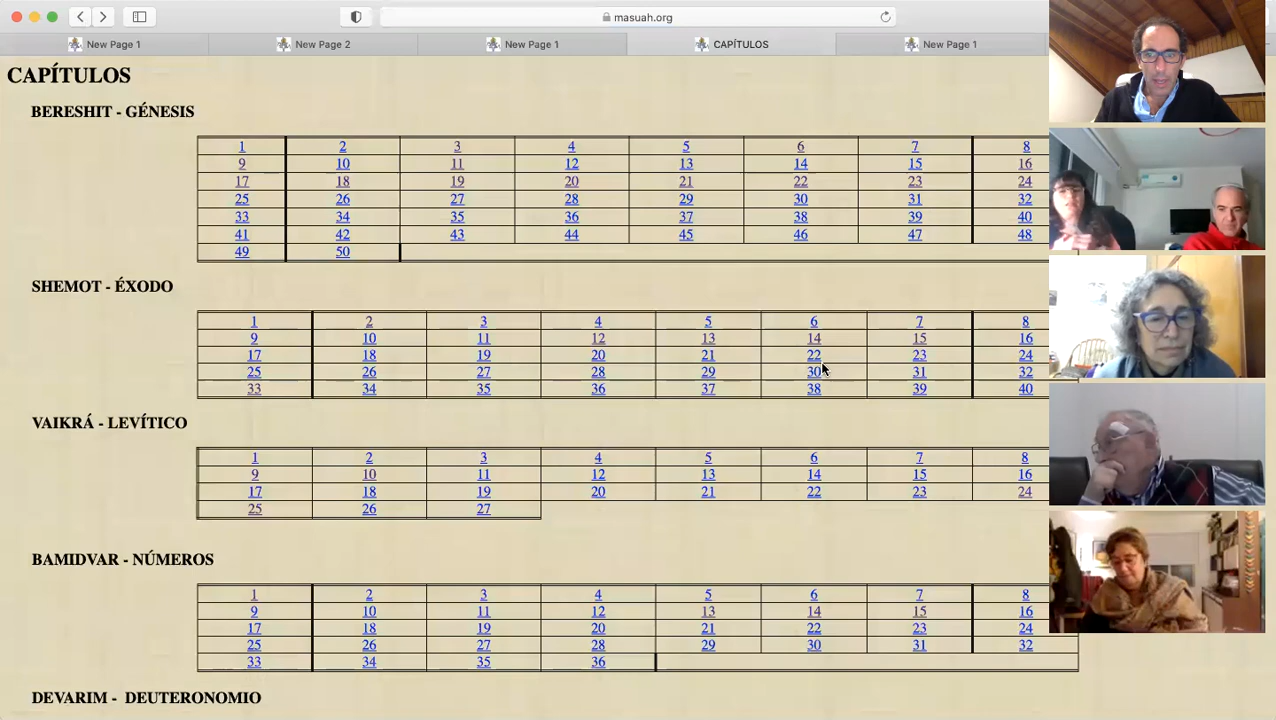 masuah.org
New Page 1 New Page 2 New Page 1 CAPÍTULOS New Page 1
CAPÍTULOS
BERESHIT - GÉNESIS
1 2 3 4 5 6 7 8
9 10 11 12 13 14 15 16
17 18 19 20 21 22 23 24
25 26 27 28 29 30 31 32
33 34 35 36 37 38 39 40
41 42 43 44 45 46 47 48
49 50
SHEMOT - ÉXODO
1 2 3 4 5 6 7 8
9 10 11 12 13 14 15 16
17 18 19 20 21 22 23 24
25 26 27 28 29 30 31 32
33 34 35 36 37 38 39 40
VAIKRÁ - LEVÍTICO
1 2 3 4 5 6 7 8
9 10 11 12 13 14 15 16
17 18 19 20 21 22 23 24
25 26 27
BAMIDVAR - NÚMEROS
1 2 3 4 5 6 7 8
9 10 11 12 13 14 15 16
17 18 19 20 21 22 23 24
25 26 27 28 29 30 31 32
33 34 35 36
DEVARIM - DEUTERONOMIO